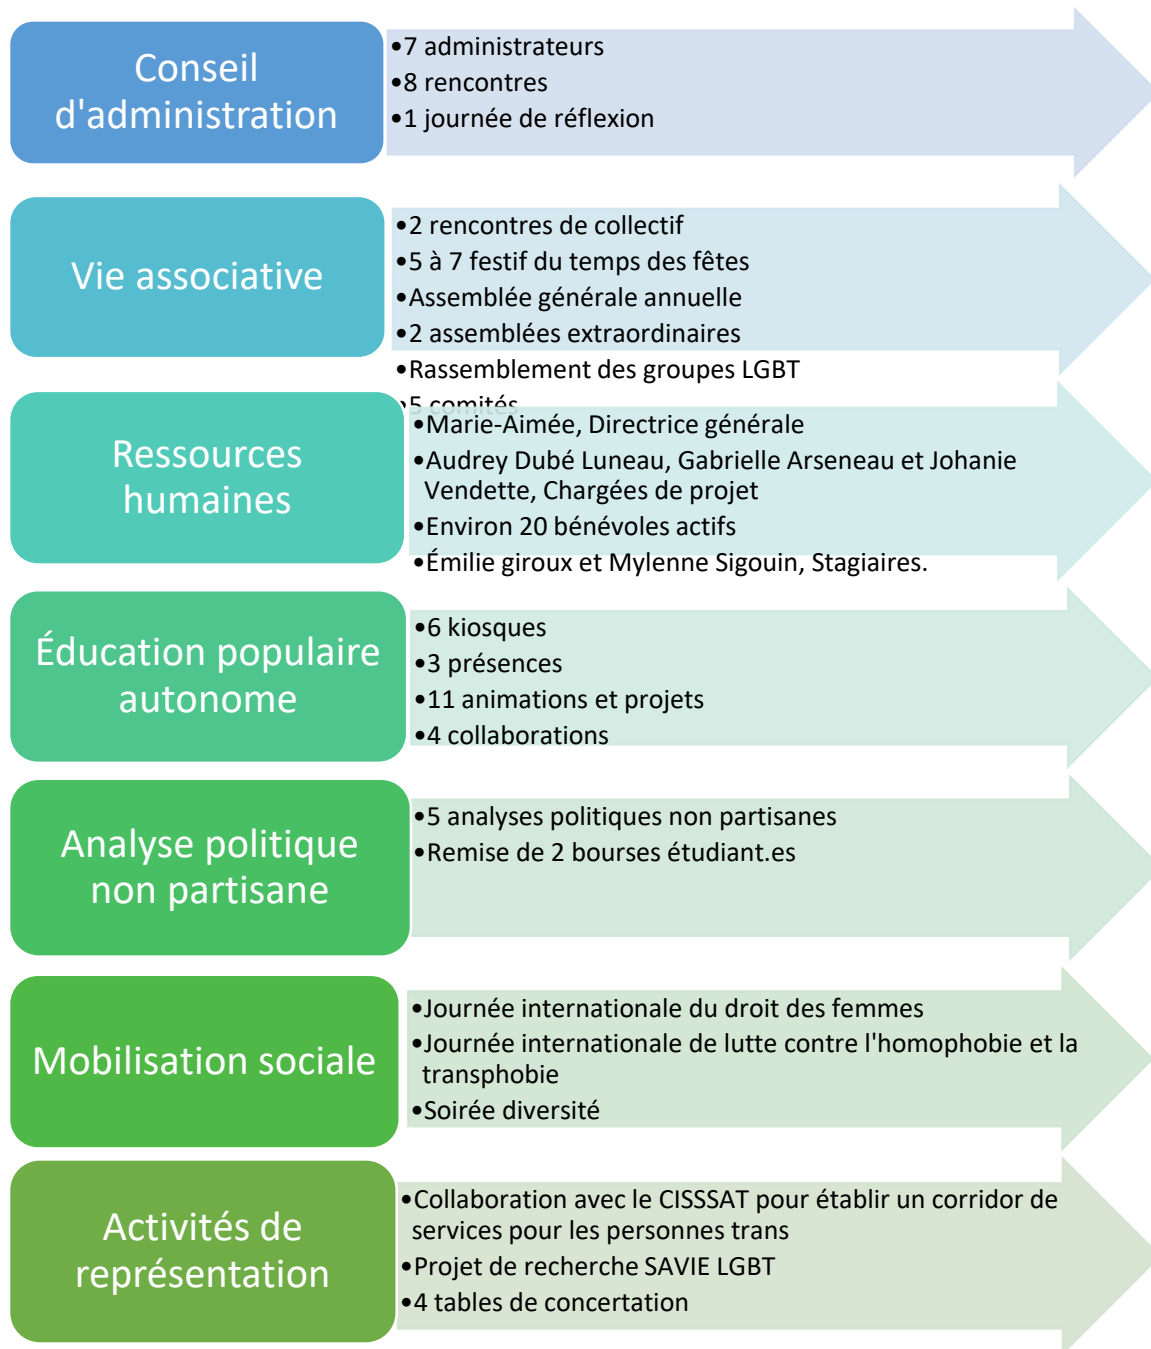 Conseil
d'administration
•7 administrateurs
•8 rencontres
•1 journée de réflexion
Vie associative
•2 rencontres de collectif
•5 à 7 festif du temps des fêtes
•Assemblée générale annuelle
•2 assemblées extraordinaires
•Rassemblement des groupes LGBT
•5 comités
Ressources
humaines
•Marie-Aimée, Directrice générale
•Audrey Dubé Luneau, Gabrielle Arseneau et Johanie
Vendette, Chargées de projet
•Environ 20 bénévoles actifs
•Émilie giroux et Mylenne Sigouin, Stagiaires.
Éducation populaire
autonome
•6 kiosques
•3 présences
•11 animations et projets
•4 collaborations
Analyse politique
non partisane
•5 analyses politiques non partisanes
•Remise de 2 bourses étudiant.es
Mobilisation sociale
•Journée internationale du droit des femmes
•Journée internationale de lutte contre l'homophobie et la
transphobie
•Soirée diversité
Activités de
représentation
•Collaboration avec le CISSSAT pour établir un corridor de
services pour les personnes trans
•Projet de recherche SAVIE LGBT
•4 tables de concertation